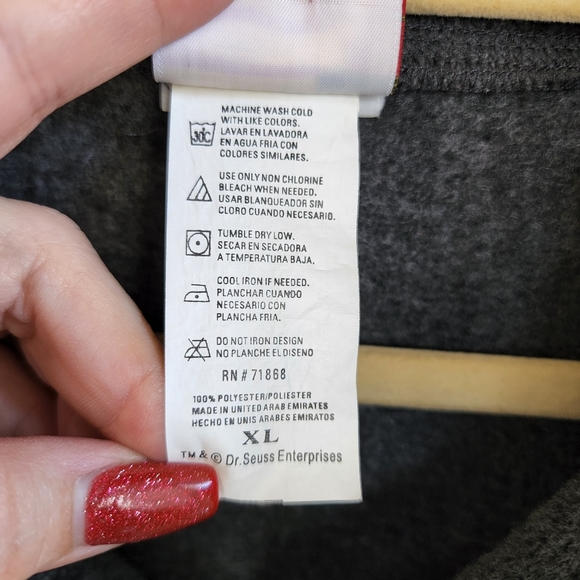 MACHINE WASH COLD
WITH LIKE COLORS.
LAVAR EN LAVADORA
EN AGUA FRIA CON
COLORES SIMILARES.
30C
USE ONLY NON CHLORINE
BLEACH WHEN NEEDED.
USAR BLANQUEADOR SIN
CLORO CUANDO NECESARIO.
TUMBLE DRY LOW.
SECAR EN SECADORA
A TEMPERATURA BAJA.
COOL IRON IF NEEDED.
PLANCHAR CUANDO
NECESARIO CON
PLANCHA FRIA.
DO NOT IRON DESIGN
NO PLANCHE EL DISENO
RN # 71868
100% POLYESTER/POLIESTER
MADE IN UNITED ARAB EMIRATES
HECHO EN UNIS ARABES EMIRATOS
XL
TM & © Dr. Seuss Enterprises